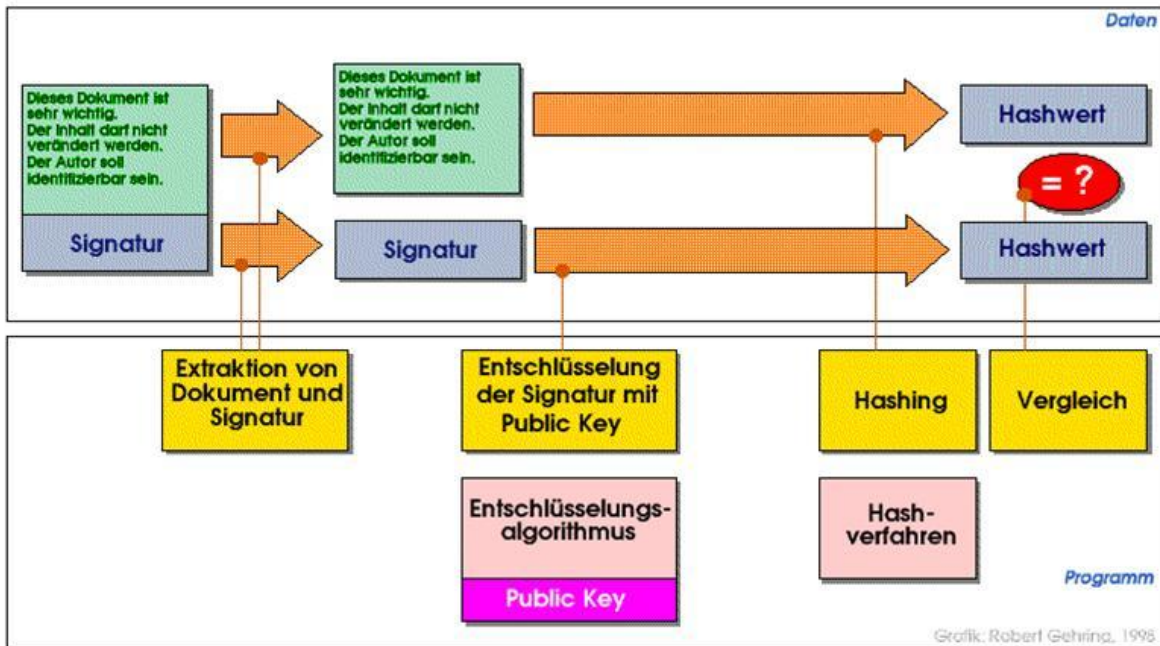 Daten
Dieses Dokument ist
sehr wichtig.
Der Inhalt darf nicht
verändert werden.
Der Autor soll
identifizierbar sein.
Signatur
Dieses Dokument ist
sehr wichtig.
Der Inhalt darf nicht
verändert werden.
Der Autor soll
identifizierbar sein.
Signatur
Hashwert
= ?
Hashwert
Extraktion von
Dokument und
Signatur
Entschlüsselung
der Signatur mit
Public Key
Hashing
Vergleich
Entschlüsselungs-
algorithmus
Public Key
Hash-
verfahren
Programm
Grafik: Robert Gehring, 1998